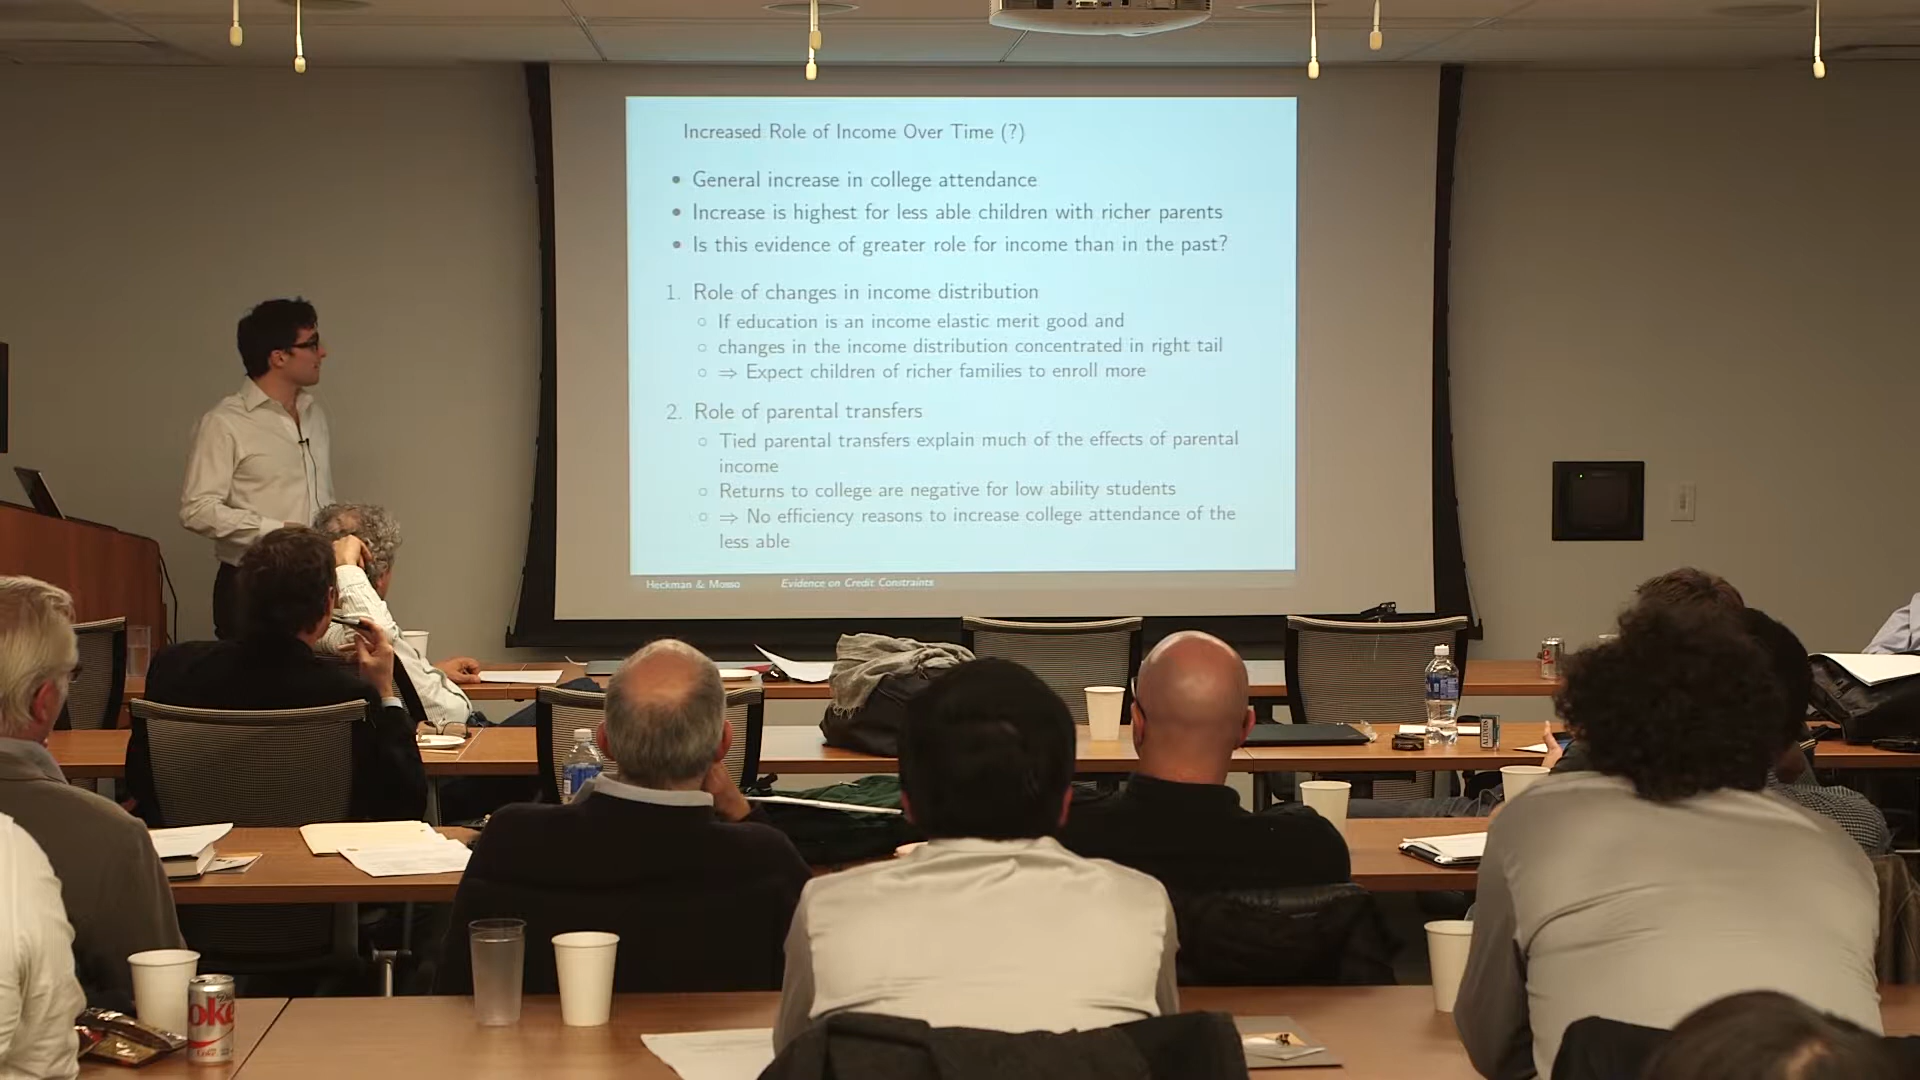 Increased Role of Income Over Time (?)
• General increase in college attendance
• Increase is highest for less able children with richer parents
• Is this evidence of greater role for income than in the past?
1. Role of changes in income distribution
○ If education is an income elastic merit good and
○ changes in the income distribution concentrated in right tail
○ ⇒ Expect children of richer families to enroll more
2. Role of parental transfers
○ Tied parental transfers explain much of the effects of parental
income
○ Returns to college are negative for low ability students
○ ⇒ No efficiency reasons to increase college attendance of the
less able
Heckman & Mosso Evidence on Credit Constraints
ALTOIDS
oke